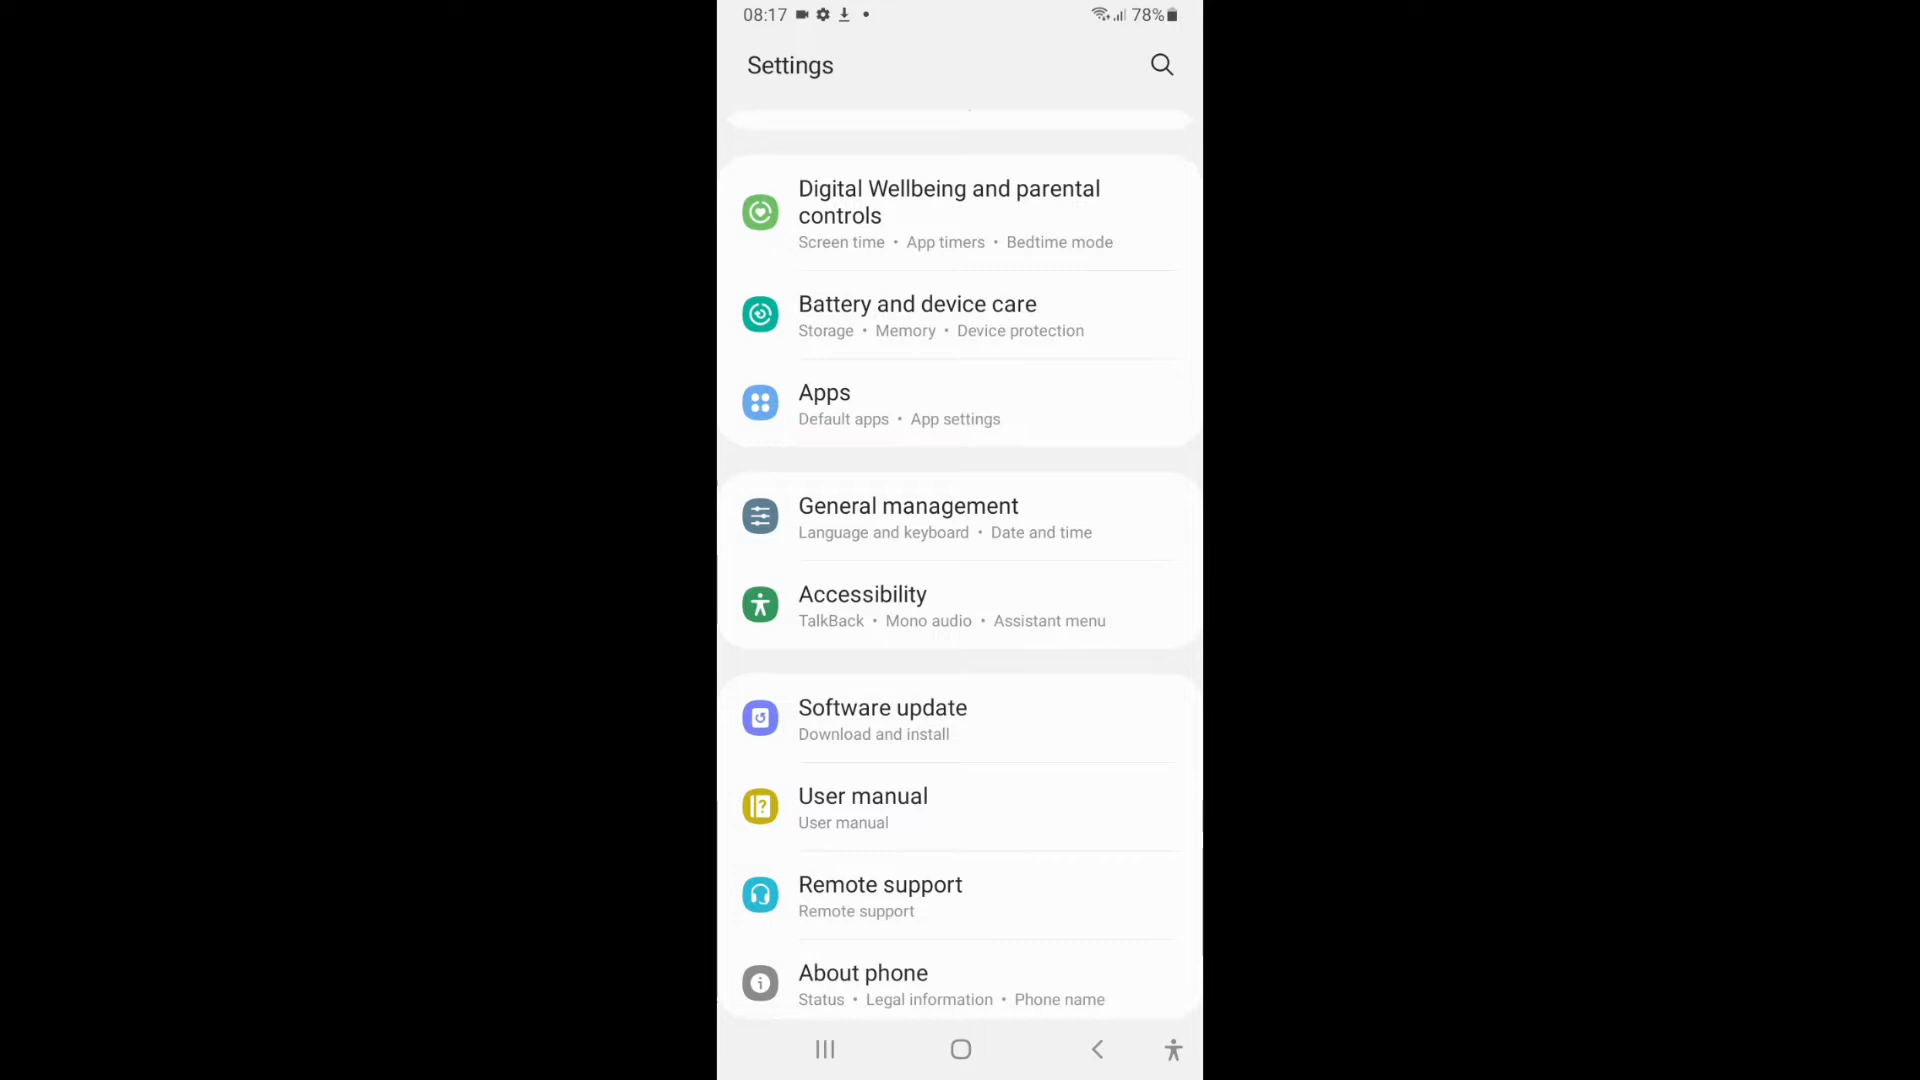 08:17
78%
Settings
Digital Wellbeing and parental
controls
Screen time • App timers • Bedtime mode
Battery and device care
Storage • Memory • Device protection
Apps
Default apps • App settings
General management
Language and keyboard • Date and time
Accessibility
TalkBack • Mono audio • Assistant menu
Software update
Download and install
User manual
User manual
Remote support
Remote support
About phone
Status • Legal information • Phone name